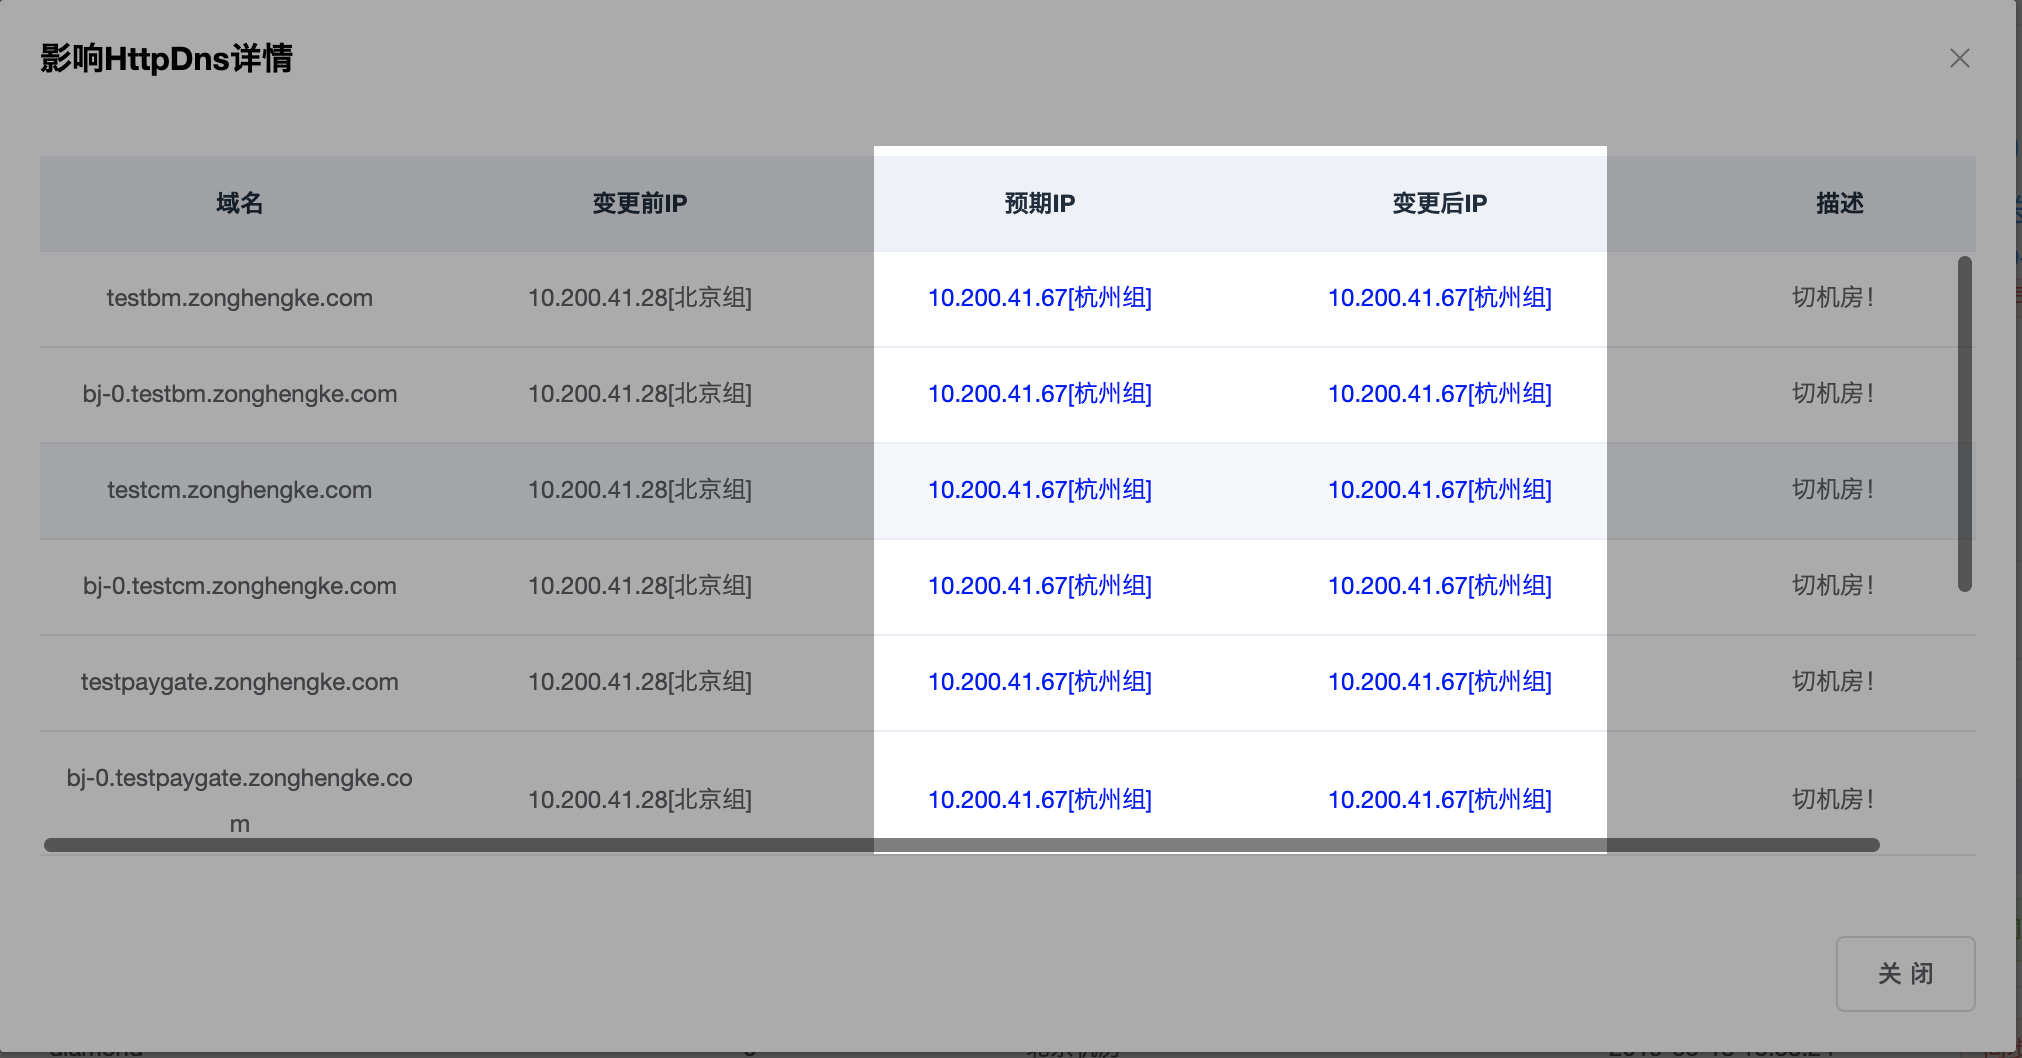 影响HttpDns详情
域名 变更前IP 预期IP 变更后IP 描述
testbm.zonghengke.com 10.200.41.28[北京组] 10.200.41.67[杭州组] 10.200.41.67[杭州组] 切机房！
bj-0.testbm.zonghengke.com 10.200.41.28[北京组] 10.200.41.67[杭州组] 10.200.41.67[杭州组] 切机房！
testcm.zonghengke.com 10.200.41.28[北京组] 10.200.41.67[杭州组] 10.200.41.67[杭州组] 切机房！
bj-0.testcm.zonghengke.com 10.200.41.28[北京组] 10.200.41.67[杭州组] 10.200.41.67[杭州组] 切机房！
testpaygate.zonghengke.com 10.200.41.28[北京组] 10.200.41.67[杭州组] 10.200.41.67[杭州组] 切机房！
bj-0.testpaygate.zonghengke.co
m 10.200.41.28[北京组] 10.200.41.67[杭州组] 10.200.41.67[杭州组] 切机房！
关 闭